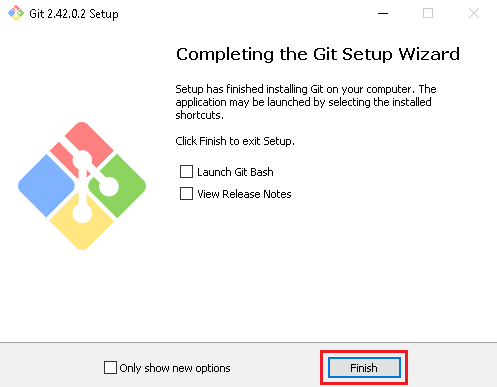 Git 2.42.0.2 Setup
Completing the Git Setup Wizard
Setup has finished installing Git on your computer. The
application may be launched by selecting the installed
shortcuts.
Click Finish to exit Setup.
Launch Git Bash
View Release Notes
Only show new options
Finish